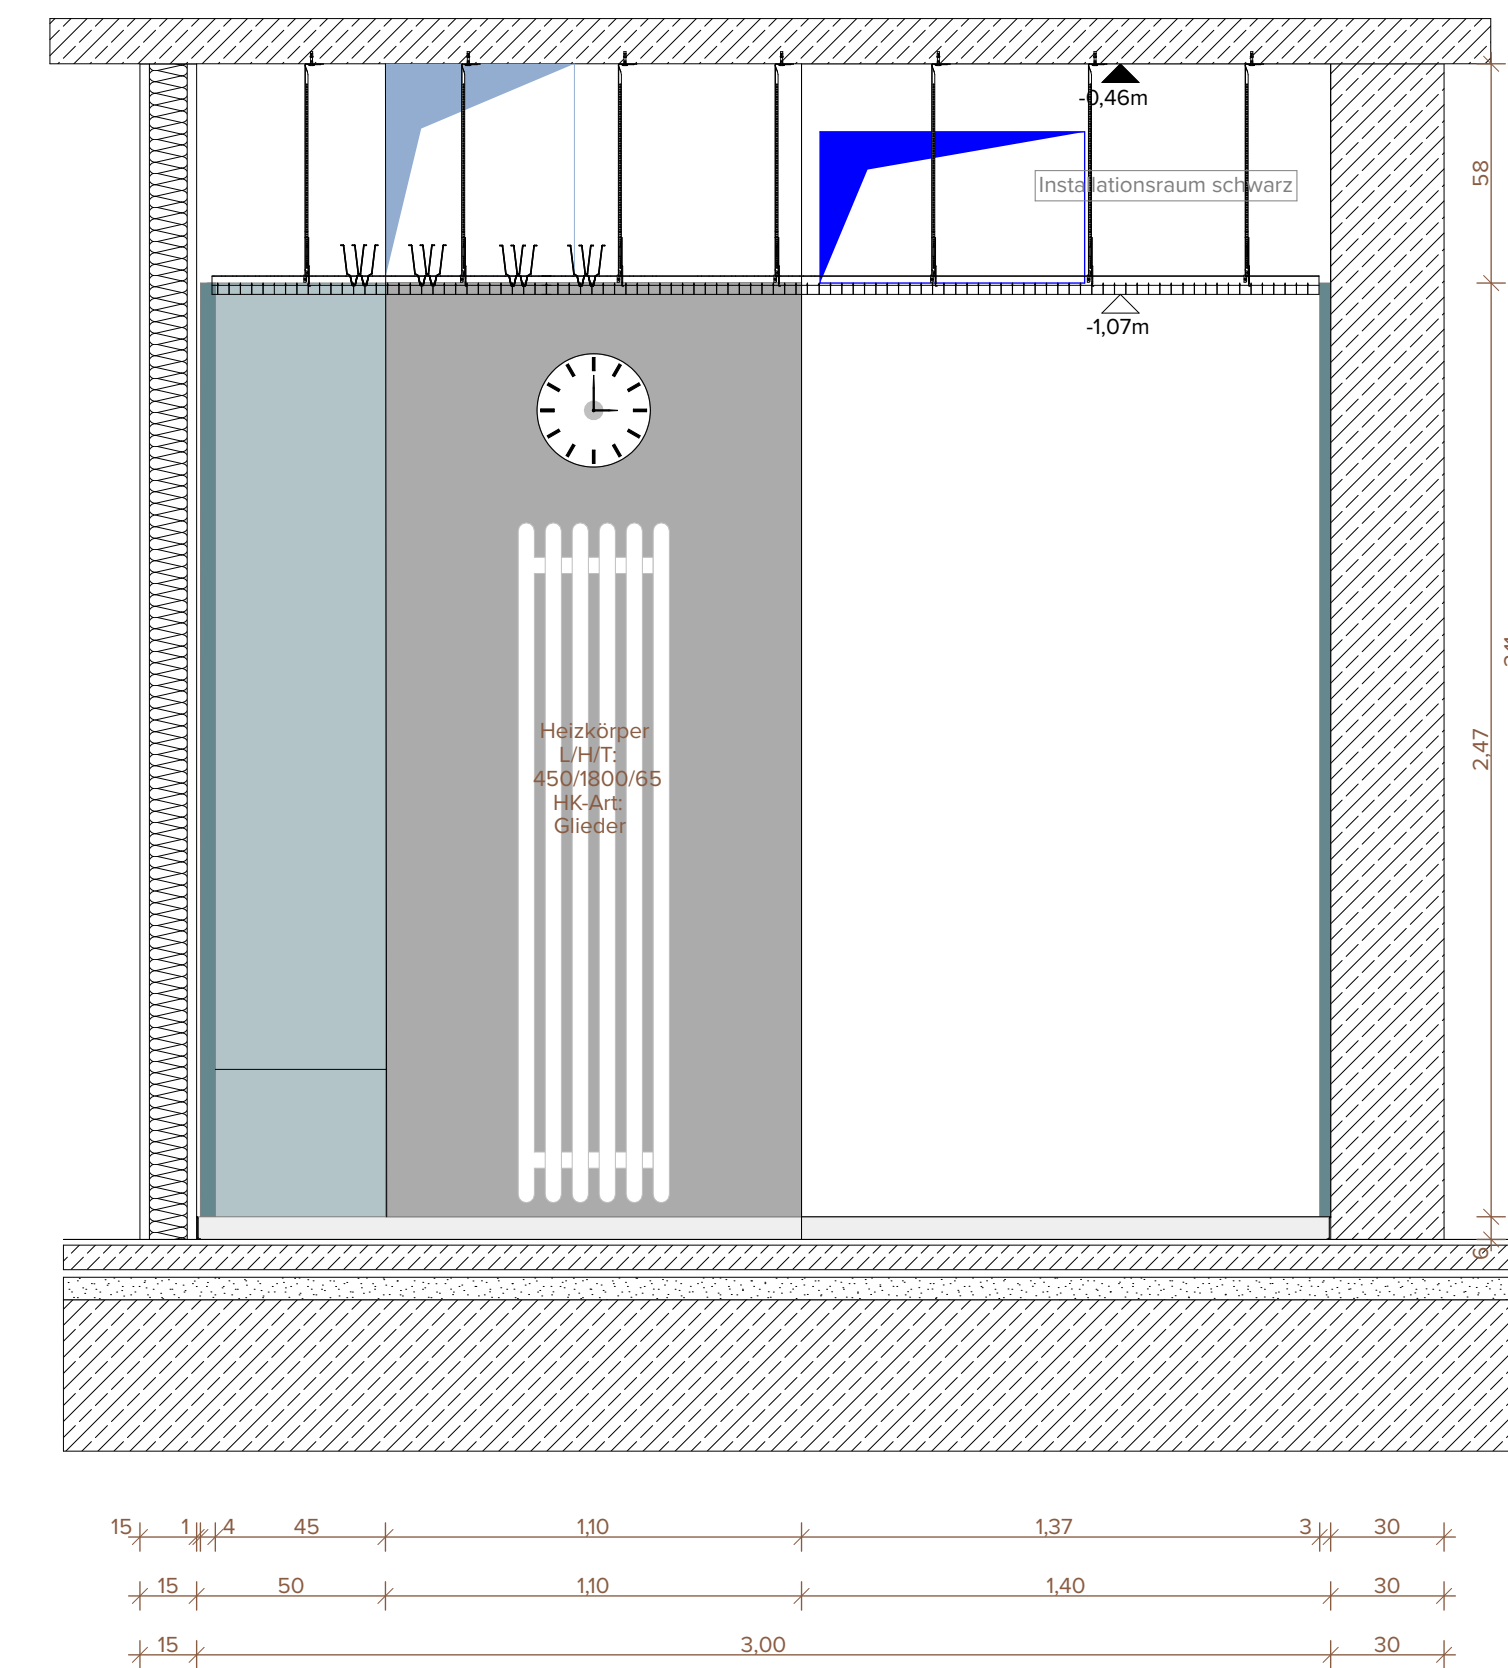 -0,46m
58
Installationsraum schwarz
-1,07m
Heizkörper
L/H/T:
450/1800/65
HK-Art:
Glieder
2,47
6
15 1 4 45 1,10 1,37 3 30
15 50 1,10 1,40 30
15 3,00 30